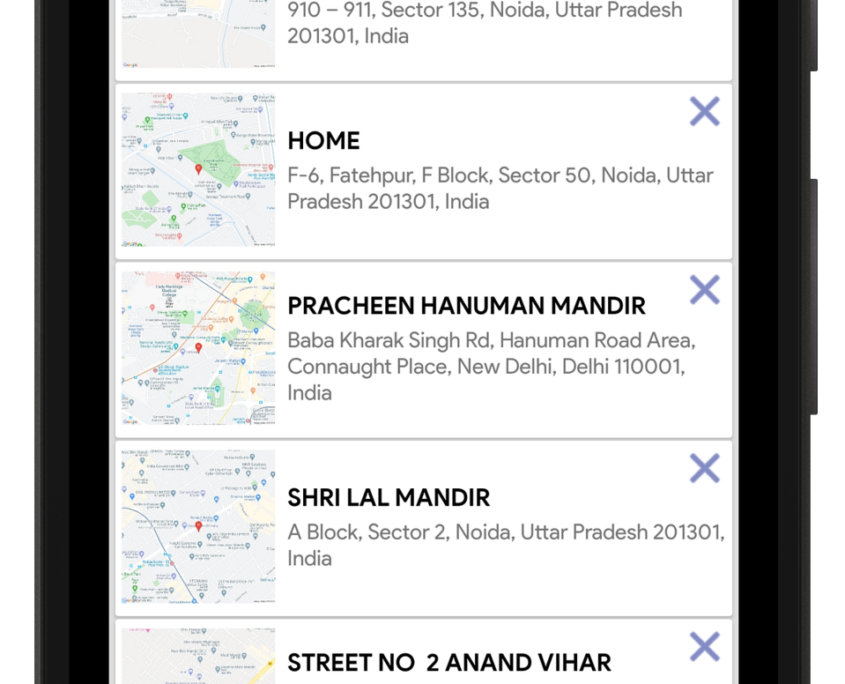 910 – 911, Sector 135, Noida, Uttar Pradesh
201301, India
HOME
F-6, Fatehpur, F Block, Sector 50, Noida, Uttar
Pradesh 201301, India
PRACHEEN HANUMAN MANDIR
Baba Kharak Singh Rd, Hanuman Road Area,
Connaught Place, New Delhi, Delhi 110001,
India
SHRI LAL MANDIR
A Block, Sector 2, Noida, Uttar Pradesh 201301,
India
STREET NO  2 ANAND VIHAR